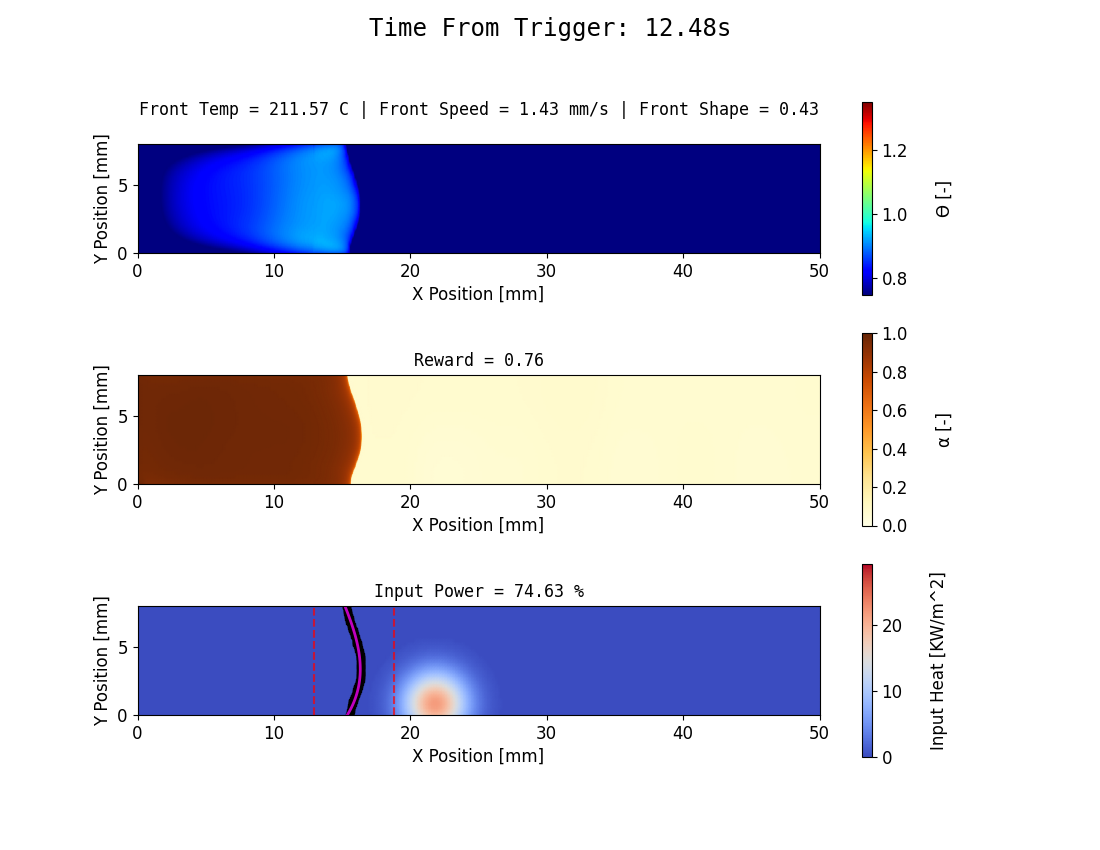 Time From Trigger: 12.48s
Front Temp = 211.57 C | Front Speed = 1.43 mm/s | Front Shape = 0.43
Y Position [mm]
5
0
0 10 20 30 40 50
X Position [mm]
1.2
1.0
0.8
Θ [-]
Reward = 0.76
Y Position [mm]
5
0
0 10 20 30 40 50
X Position [mm]
1.0
0.8
0.6
0.4
0.2
0.0
α [-]
Input Power = 74.63 %
Y Position [mm]
5
0
0 10 20 30 40 50
X Position [mm]
20
10
0
Input Heat [KW/m^2]